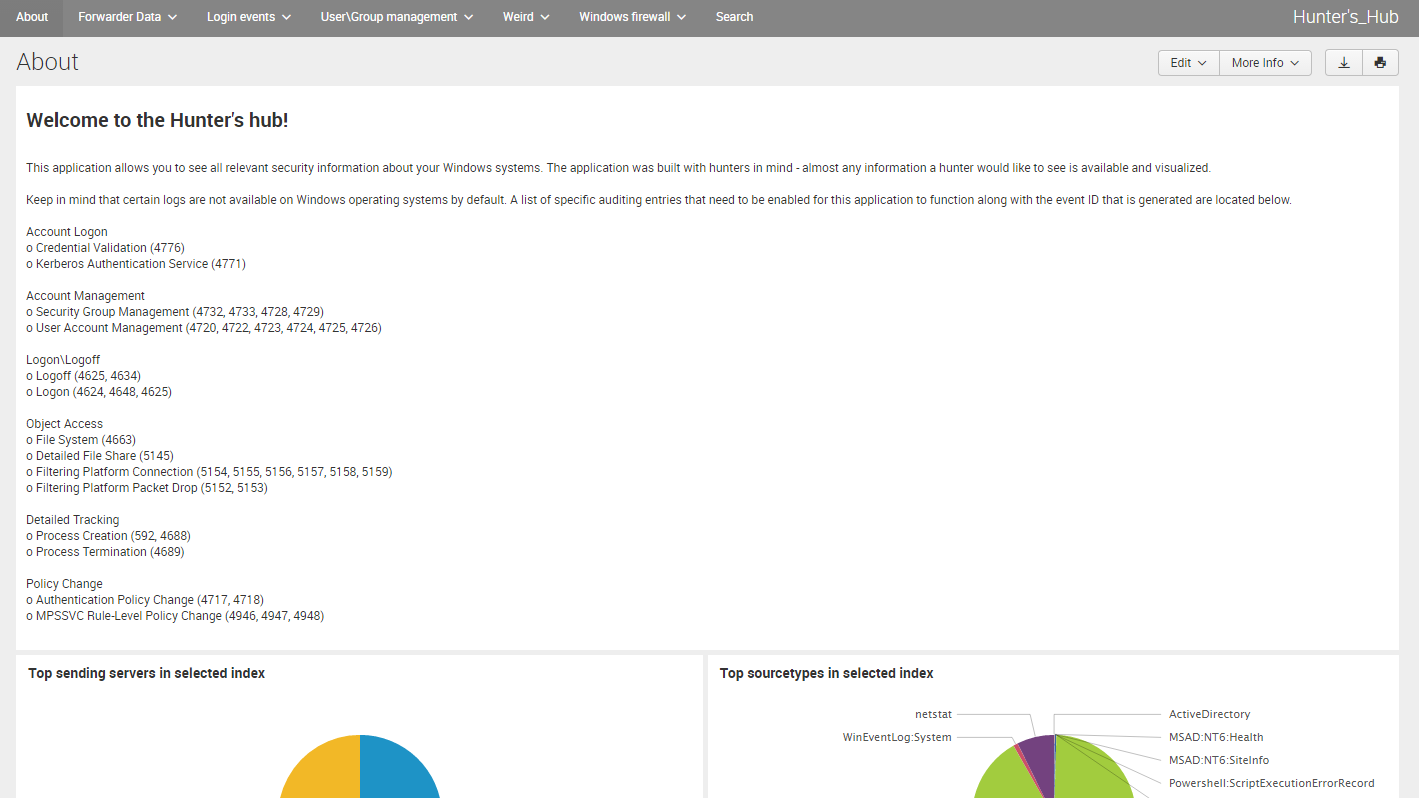 About Forwarder Data Login events User\Group management Weird Windows firewall Search Hunter's_Hub
About Edit More Info
Welcome to the Hunter's hub!
This application allows you to see all relevant security information about your Windows systems. The application was built with hunters in mind - almost any information a hunter would like to see is available and visualized.
Keep in mind that certain logs are not available on Windows operating systems by default. A list of specific auditing entries that need to be enabled for this application to function along with the event ID that is generated are located below.
Account Logon
o Credential Validation (4776)
o Kerberos Authentication Service (4771)
Account Management
o Security Group Management (4732, 4733, 4728, 4729)
o User Account Management (4720, 4722, 4723, 4724, 4725, 4726)
Logon\Logoff
o Logoff (4625, 4634)
o Logon (4624, 4648, 4625)
Object Access
o File System (4663)
o Detailed File Share (5145)
o Filtering Platform Connection (5154, 5155, 5156, 5157, 5158, 5159)
o Filtering Platform Packet Drop (5152, 5153)
Detailed Tracking
o Process Creation (592, 4688)
o Process Termination (4689)
Policy Change
o Authentication Policy Change (4717, 4718)
o MPSSVC Rule-Level Policy Change (4946, 4947, 4948)
Top sending servers in selected index
Top sourcetypes in selected index
netstat
WinEventLog:System
ActiveDirectory
MSAD:NT6:Health
MSAD:NT6:SiteInfo
Powershell:ScriptExecutionErrorRecord